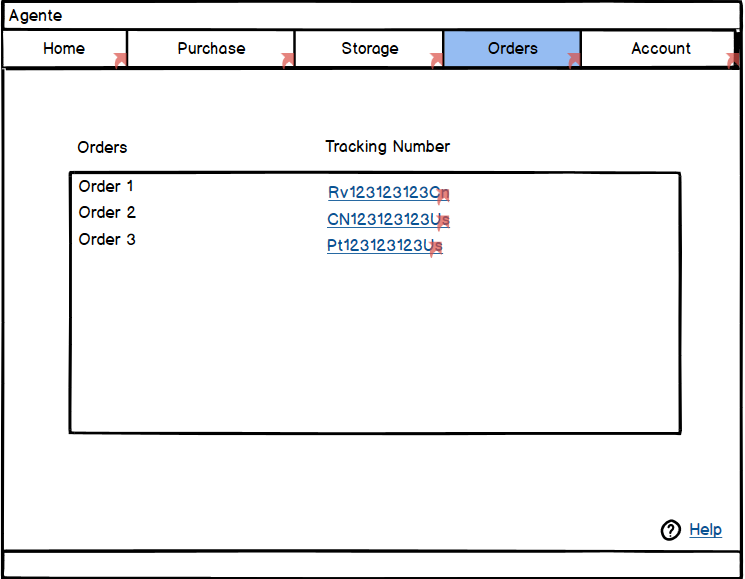 Agente
Home Purchase Storage Orders Account
Orders Tracking Number
Order 1 Rv123123123Cn
Order 2 CN123123123Us
Order 3 Pt123123123Us
? Help